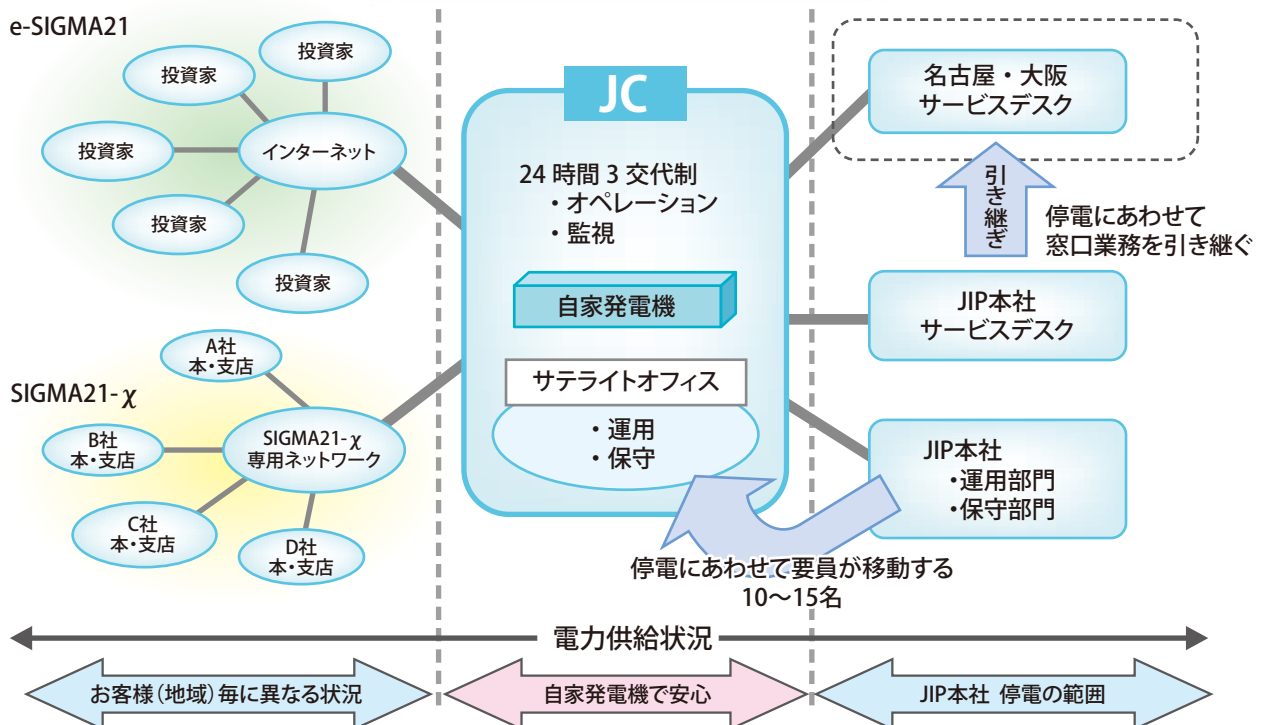 e-SIGMA21
投資家
投資家
投資家
投資家
投資家
インターネット
SIGMA21-χ
A社
本・支店
B社
本・支店
C社
本・支店
D社
本・支店
SIGMA21-χ
専用ネットワーク
JC
24 時間 3 交代制
・オペレーション
・監視
自家発電機
サテライトオフィス
・運用
・保守
名古屋・大阪
サービスデスク
引き継ぎ
停電にあわせて
窓口業務を引き継ぐ
JIP本社
サービスデスク
JIP本社
・運用部門
・保守部門
停電にあわせて要員が移動する
10〜15名
電力供給状況
お客様（地域）毎に異なる状況
自家発電機で安心
JIP本社 停電の範囲